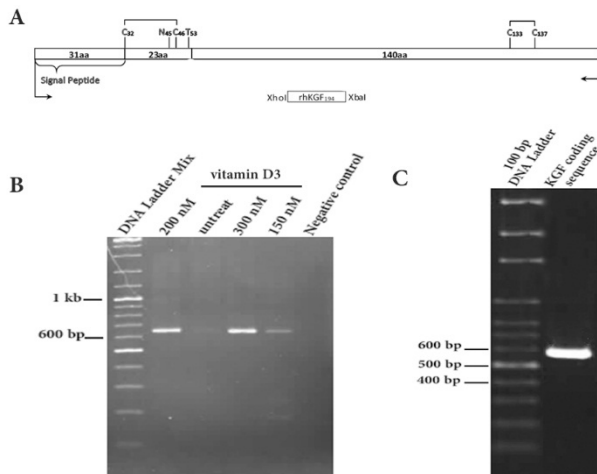 A
C32 N45 C46 T53 C133 C137
31aa 23aa 140aa
Signal Peptide
XhoI rhKGF194 XbaI
B
vitamin D3
DNA Ladder Mix
200 nM
untreat
300 nM
150 nM
Negative control
1 kb
600 bp
C
100 bp
DNA Ladder
KGF coding
sequence
600 bp
500 bp
400 bp